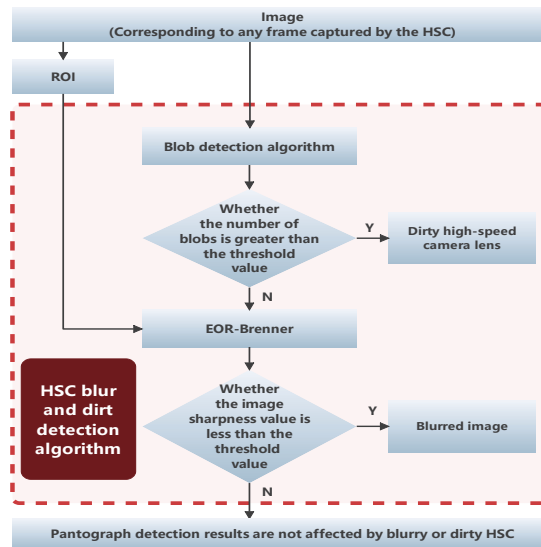 Image
(Corresponding to any frame captured by the HSC)
ROI
Blob detection algorithm
Whether
the number of
blobs is greater than
the threshold
value
Y
Dirty high-speed
camera lens
N
EOR-Brenner
HSC blur
and dirt
detection
algorithm
Whether
the image
sharpness value is
less than the
threshold
value
Y
Blurred image
N
Pantograph detection results are not affected by blurry or dirty HSC